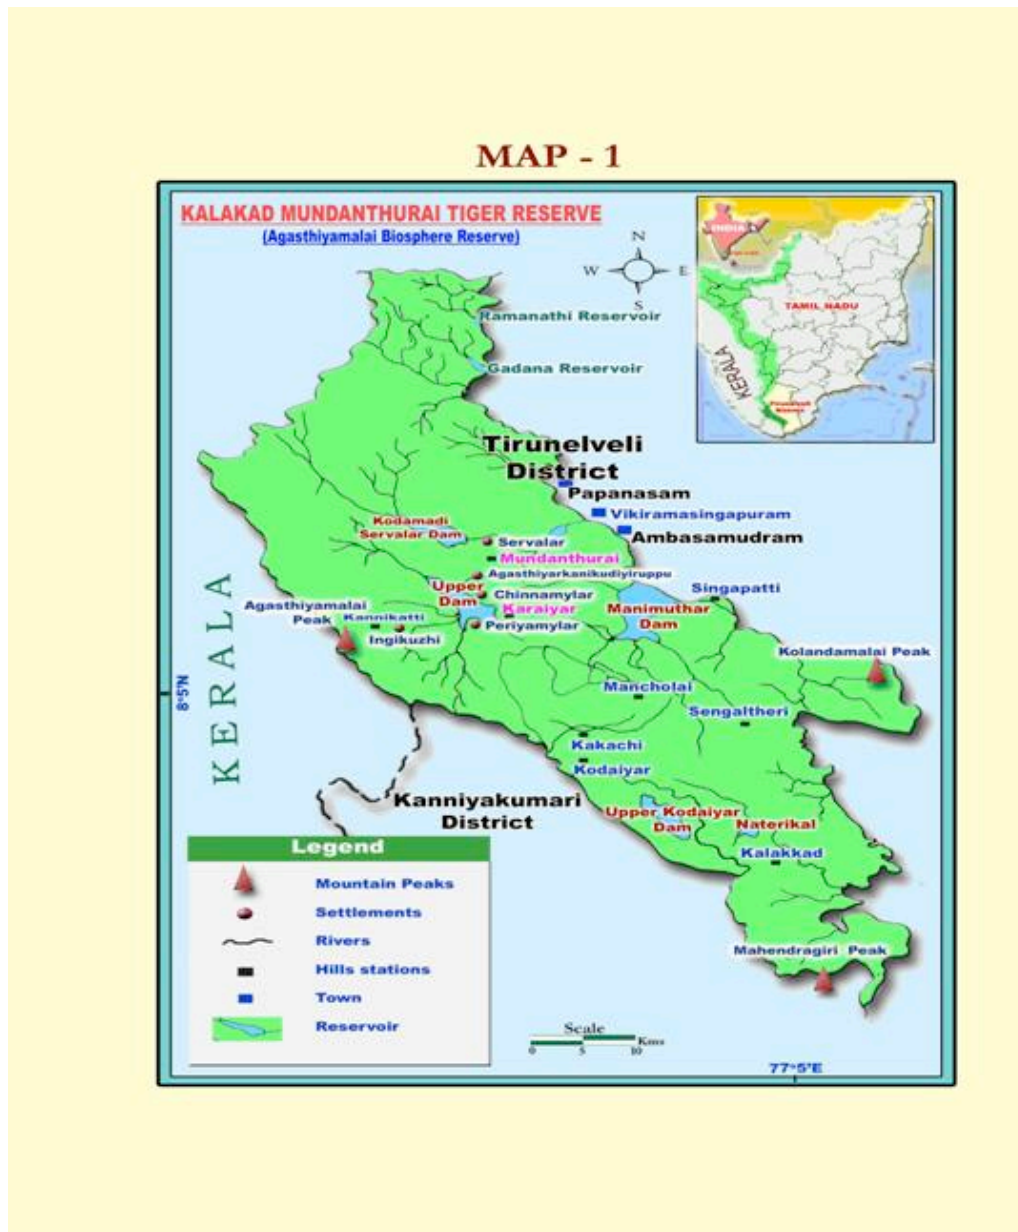 MAP - 1
KALAKAD MUNDANTHURAI TIGER RESERVE
(Agasthiyamalai Biosphere Reserve)
N
W
E
S
INDIA
TAMIL NADU
KERALA
Ramanathi Reservoir
Gadana Reservoir
Tirunelveli
District
Papanasam
Vikiramasingapuram
Ambasamudram
Kodamadi
Servalar Dam
Servalar
Mundanthurai
Agasthiyarkanikudiyiruppu
Upper
Dam
Chinnamylar
Karaiyar
Periyamylar
Manimuthar
Dam
Singapatti
Agasthiyamalai
Peak
Kannikatti
Ingikuzhi
Kolandamalai Peak
KERALA
8°5'N
Mancholai
Sengaltheri
Kakachi
Kodaiyar
Kanniyakumari
District
Upper Kodaiyar
Dam
Naterikal
Kalakkad
Mahendragiri Peak
Legend
Mountain Peaks
Settlements
Rivers
Hills stations
Town
Reservoir
Scale
Kms
0 5 10
77°5'E